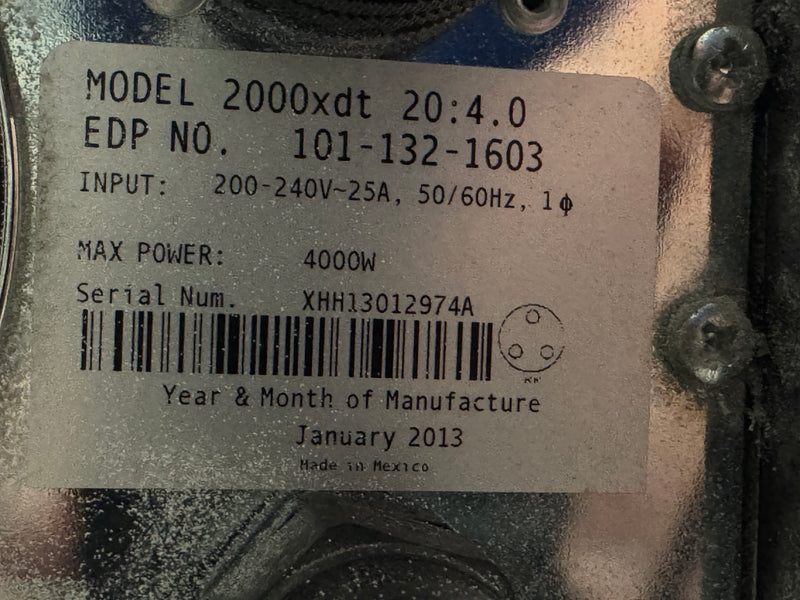 MODEL 2000xdt 20:4.0
EDP NO. 101-132-1603
INPUT: 200-240V~25A, 50/60Hz, 1ϕ
MAX POWER: 4000W
Serial Num. XHH13012974A
Year & Month of Manufacture
January 2013
Made in Mexico